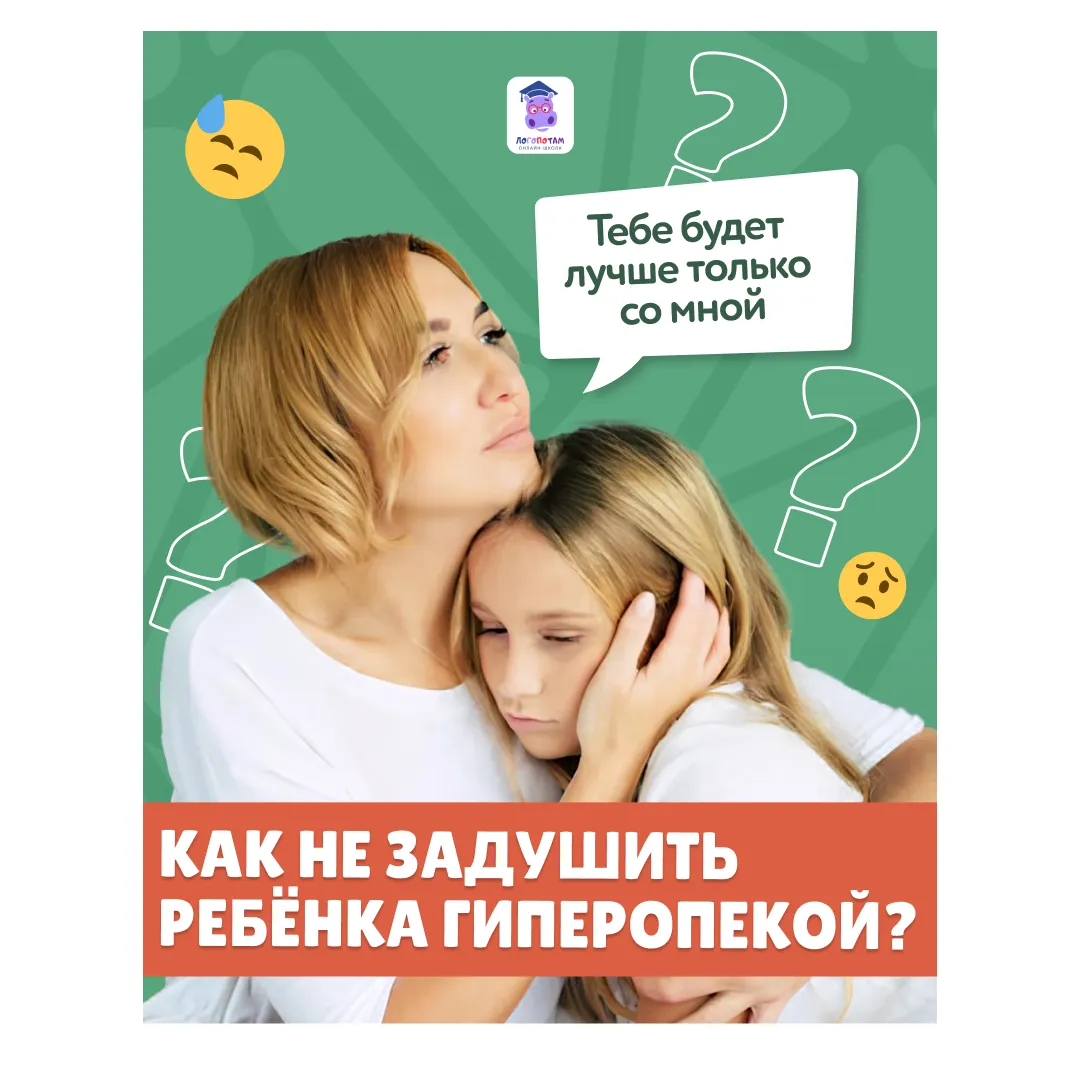 ЛОГОПОТАМ
ОНЛАЙН-ШКОЛА
Тебе будет
лучше только
со мной
КАК НЕ ЗАДУШИТЬ
РЕБЁНКА ГИПЕРОПЕКОЙ?